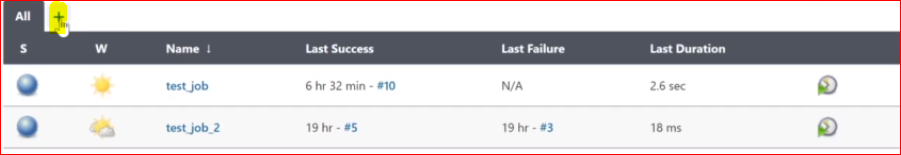 All +
S W Name ↓ Last Success Last Failure Last Duration
test_job 6 hr 32 min - #10 N/A 2.6 sec
test_job_2 19 hr - #5 19 hr - #3 18 ms